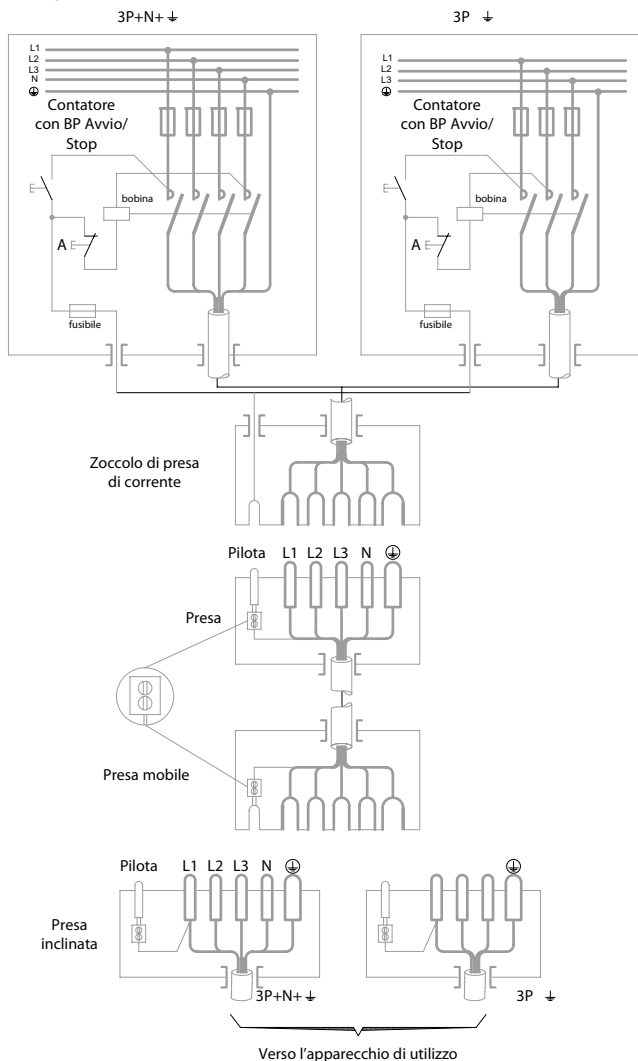 3P+N+ ⏚
3P ⏚
L1
L2
L3
N
Contatore
con BP Avvio/
Stop
bobina
A
fusibile
L1
L2
L3
Contatore
con BP Avvio/
Stop
bobina
A
fusibile
Zoccolo di presa
di corrente
Pilota L1 L2 L3 N
Presa
Presa mobile
Pilota L1 L2 L3 N
Presa
inclinata
3P+N+ ⏚
3P ⏚
Verso l'apparecchio di utilizzo